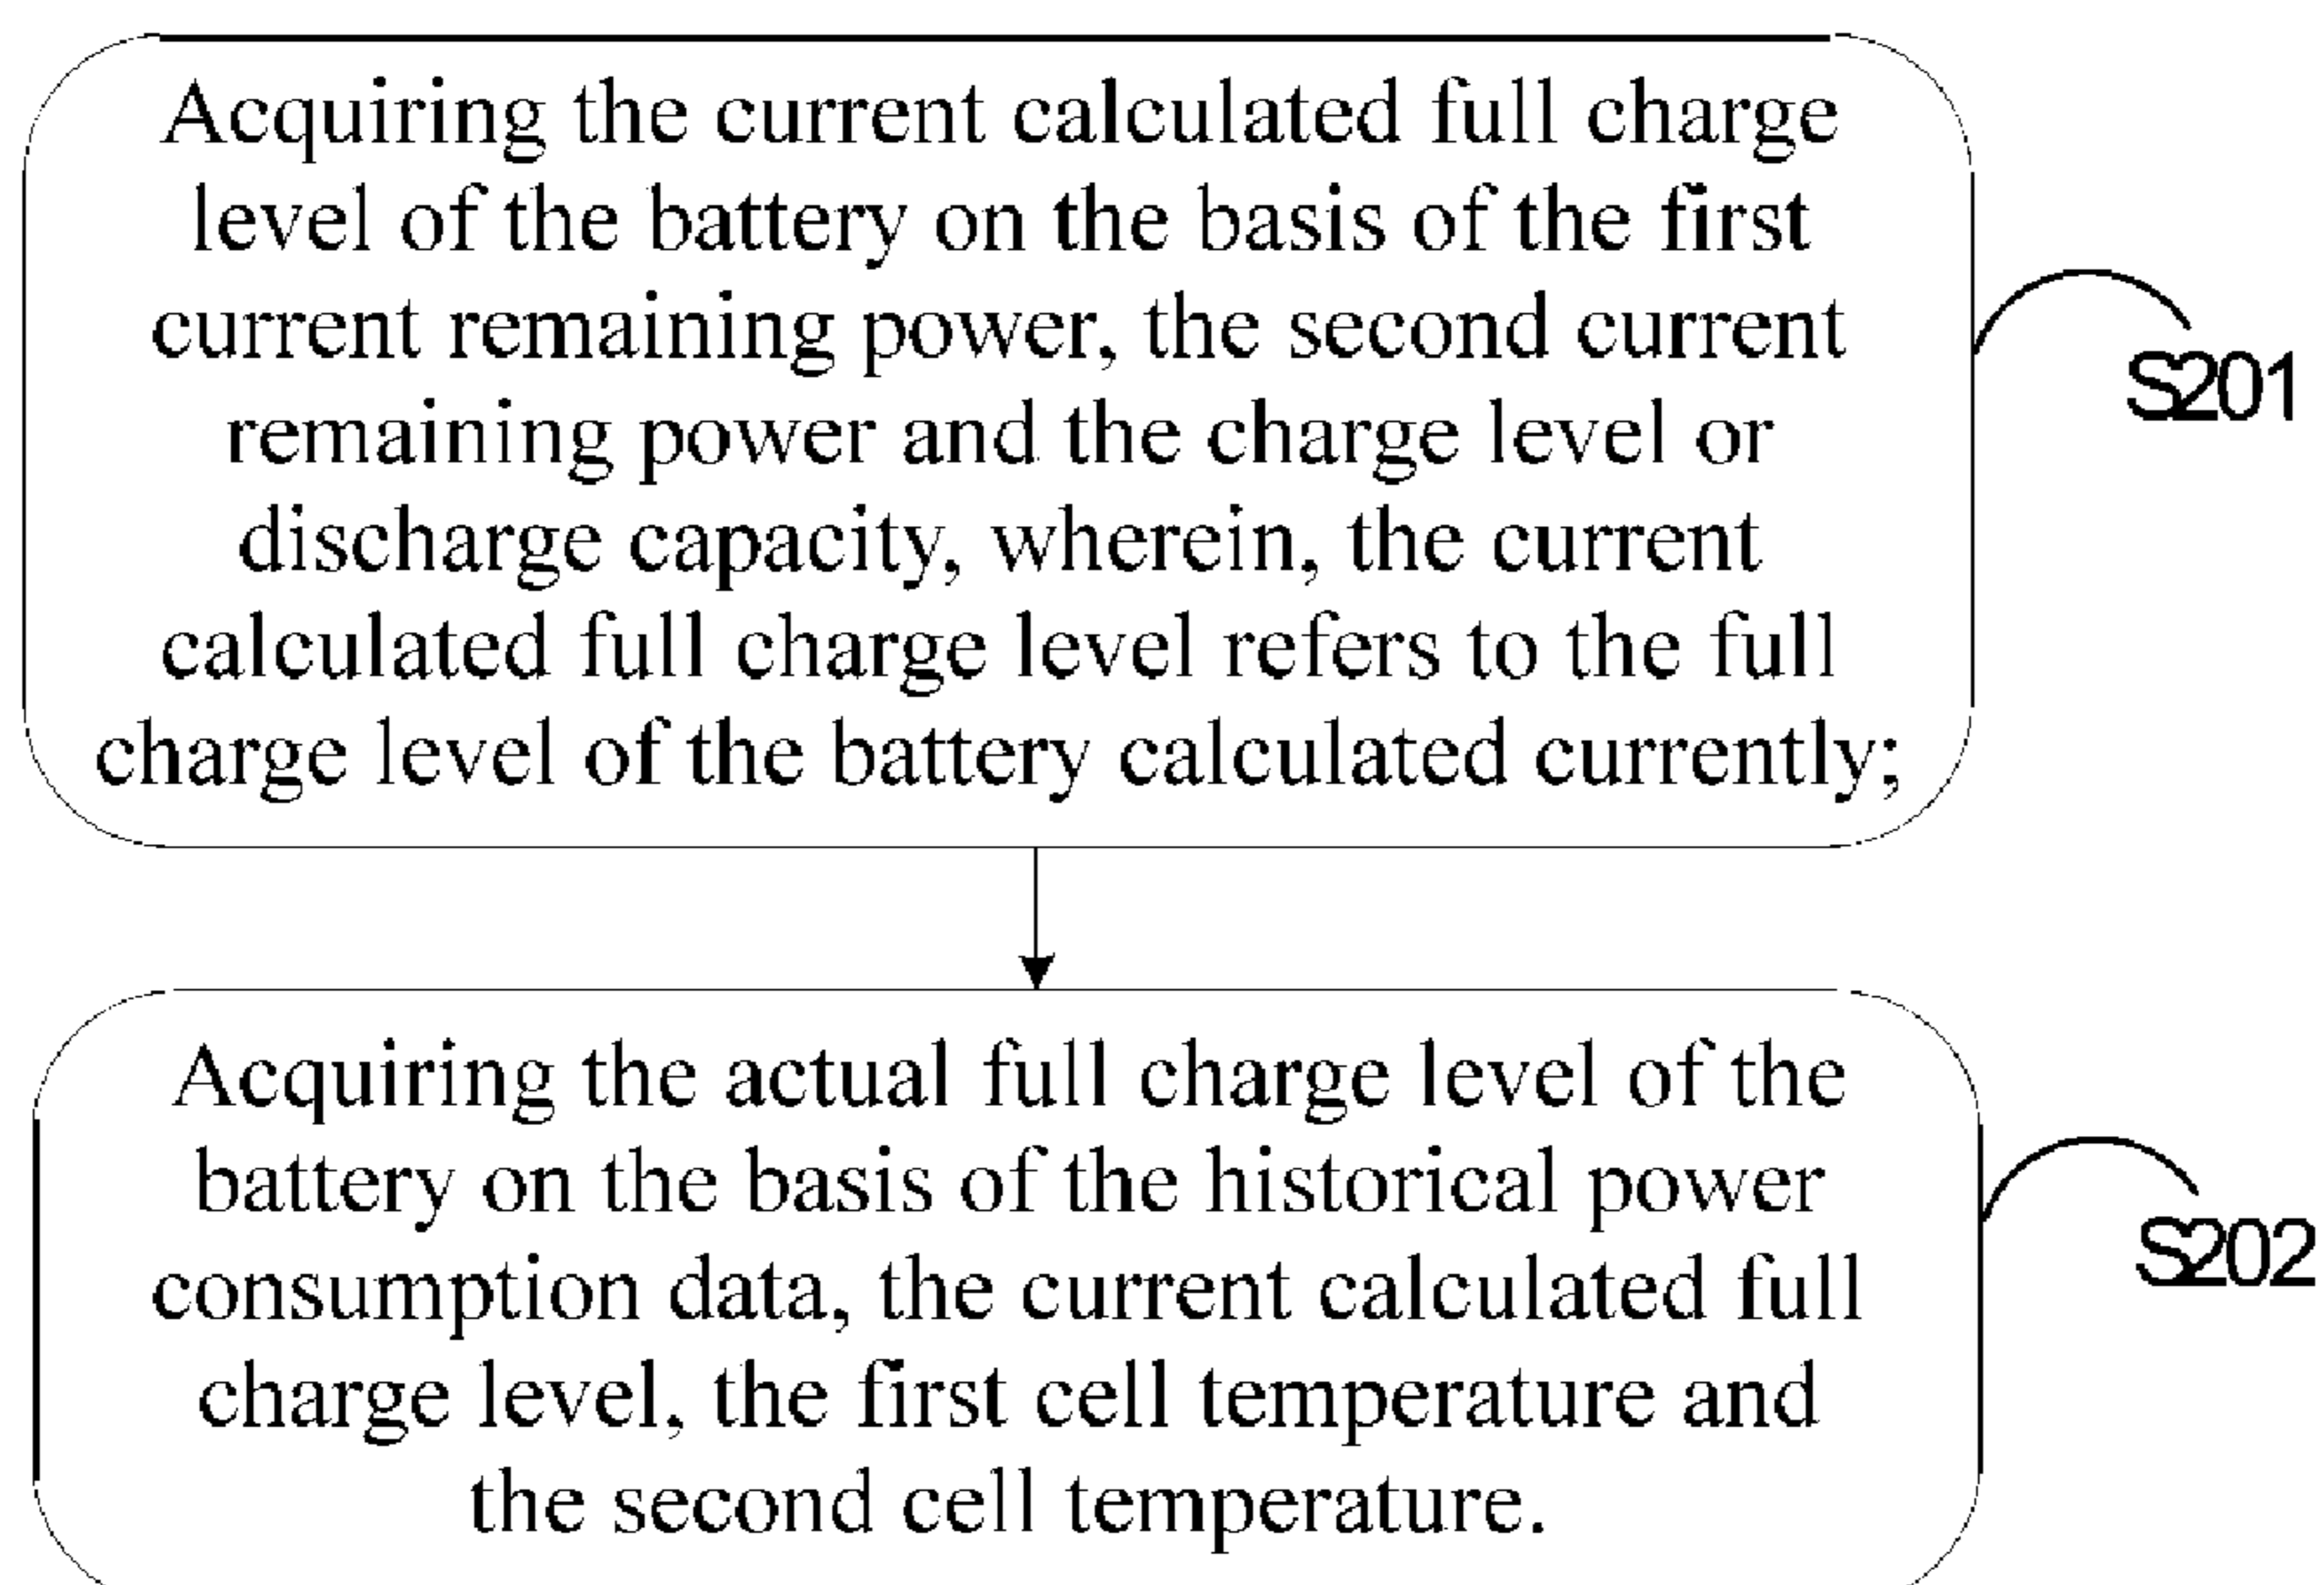 Acquiring the current calculated full charge
level of the battery on the basis of the first
current remaining power, the second current
remaining power and the charge level or
discharge capacity, wherein, the current
calculated full charge level refers to the full
charge level of the battery calculated currently;
S201
Acquiring the actual full charge level of the
battery on the basis of the historical power
consumption data, the current calculated full
charge level, the first cell temperature and
the second cell temperature.
S202